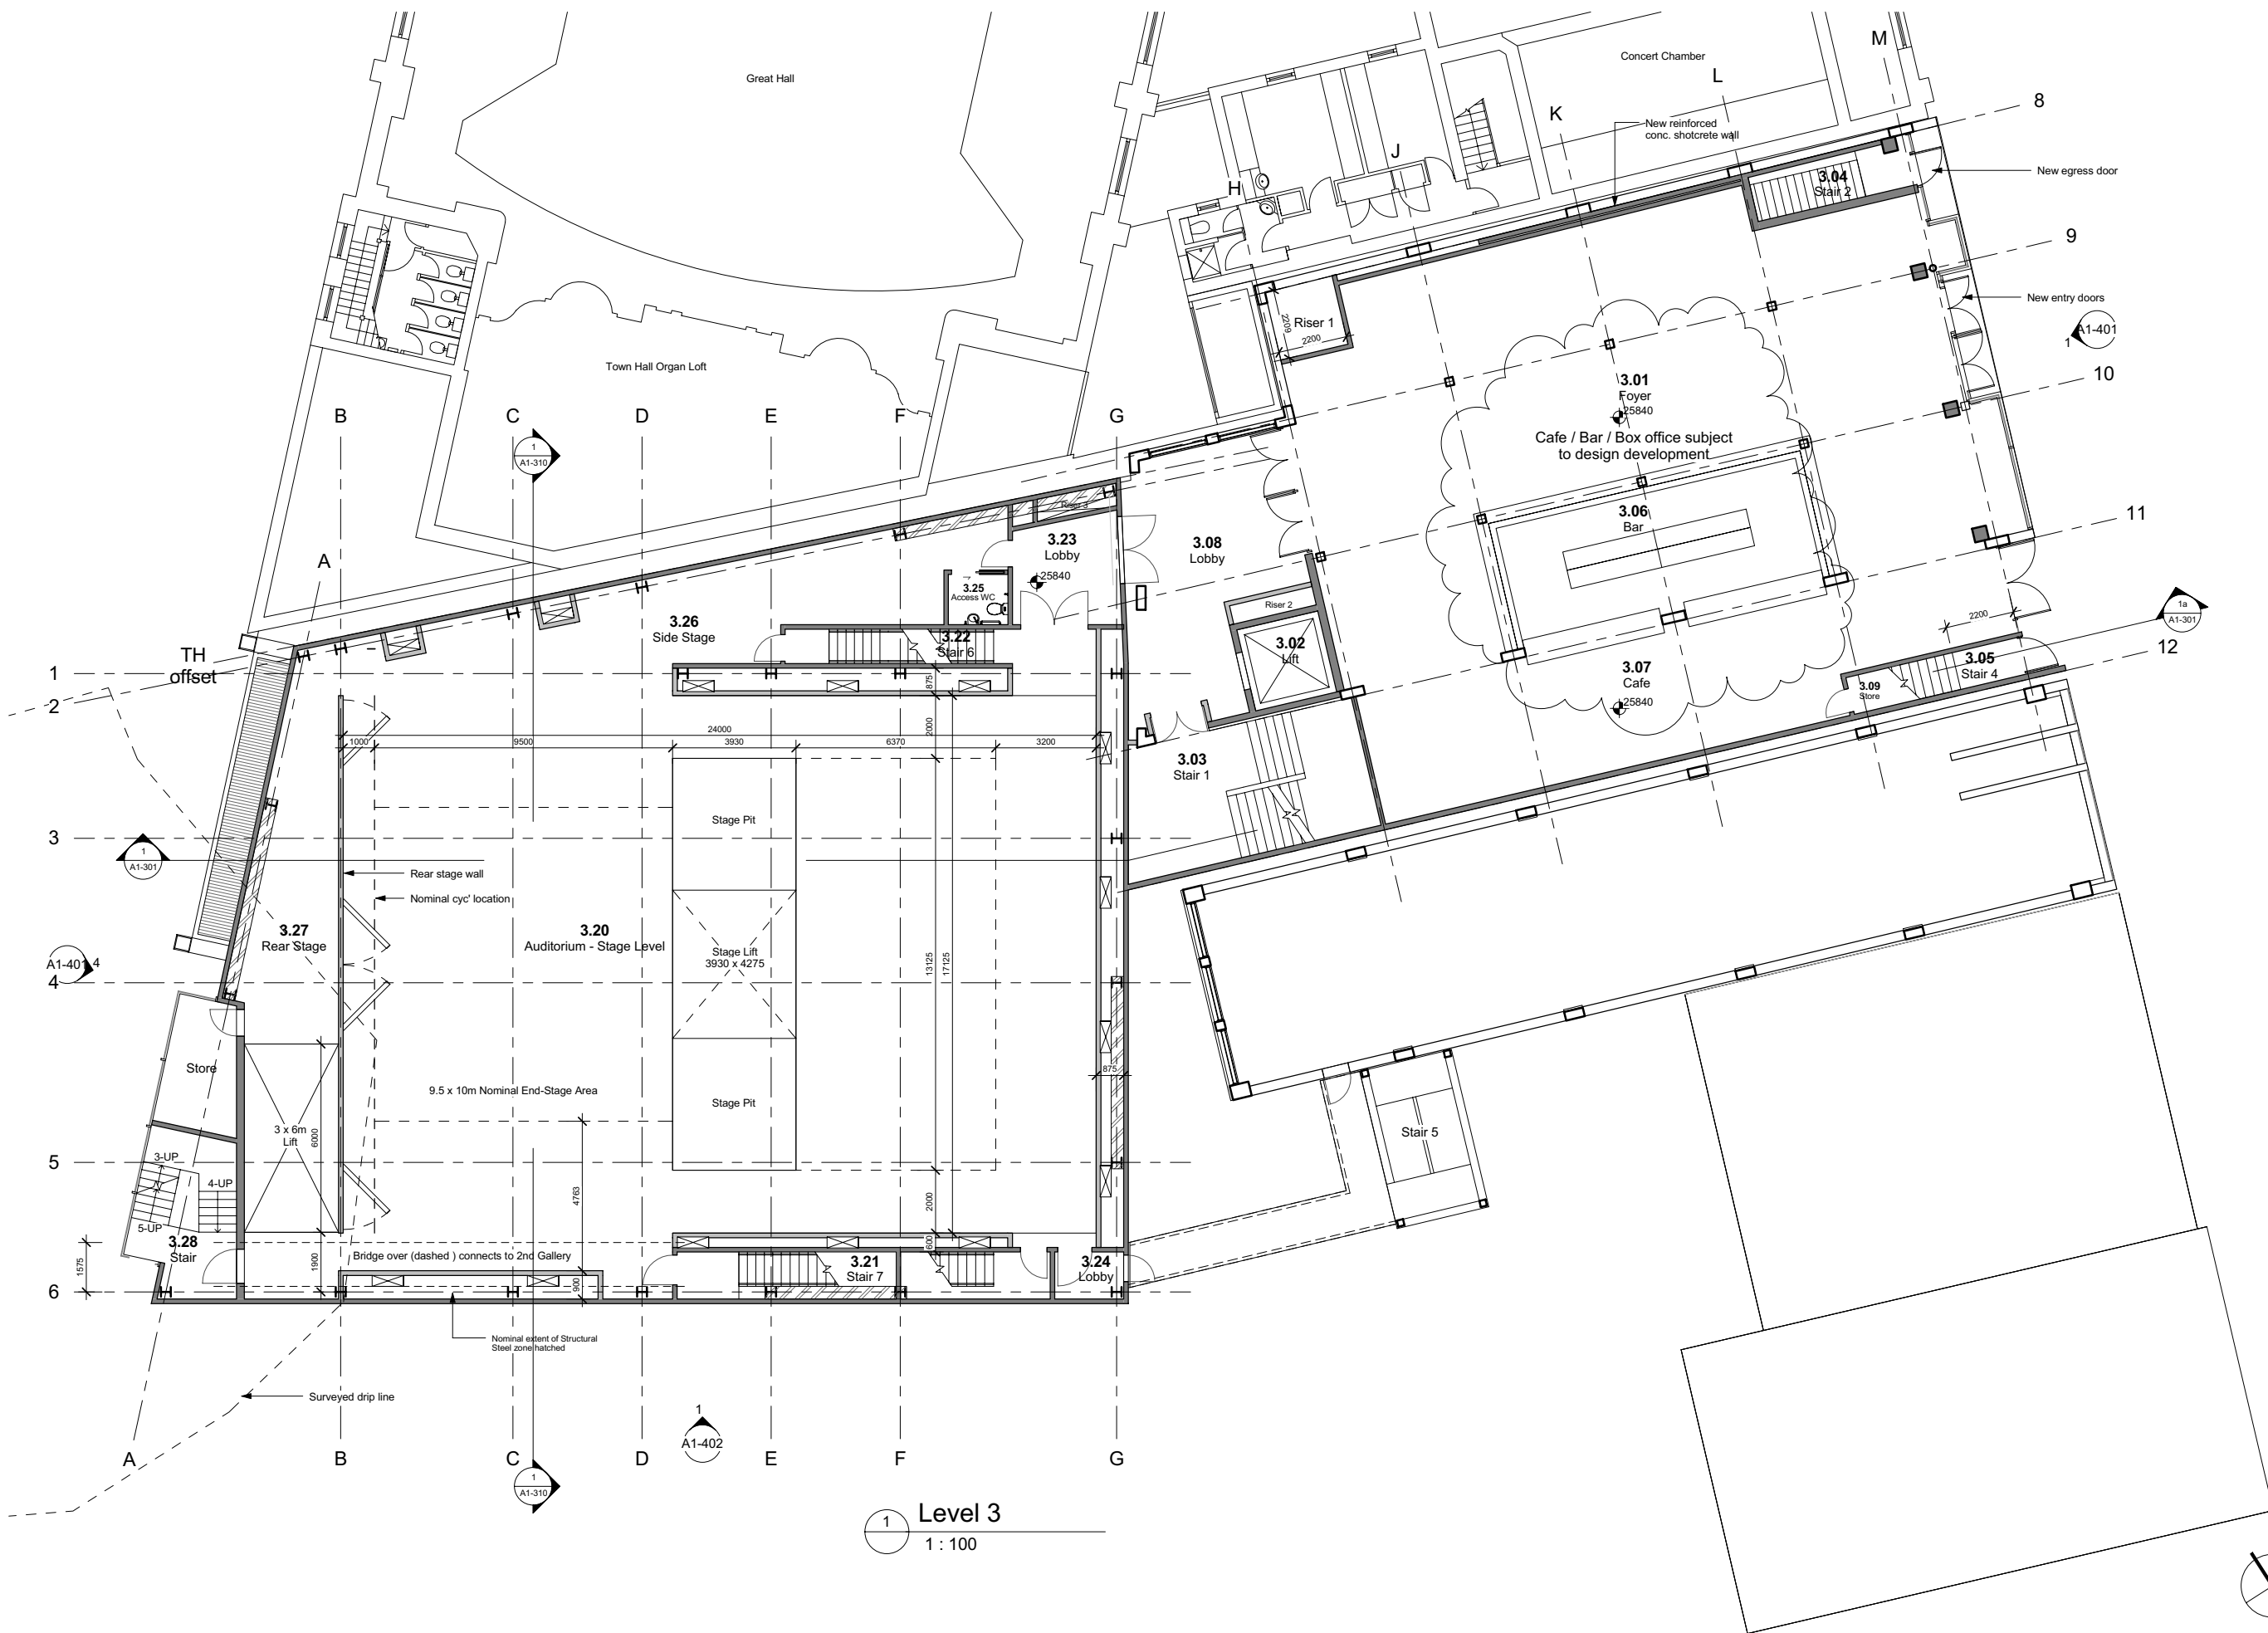 Great Hall
Concert Chamber
M
L
K
J
H
8
New reinforced
conc. shotcrete wall
3.04
Stair 2
New egress door
9
New entry doors
A1-401
1
10
Riser 1
2209
2200
Town Hall Organ Loft
3.01
Foyer
25840
Cafe / Bar / Box office subject
to design development
B
C
D
E
F
G
1
A1-310
3.06
Bar
11
Riser 3
3.23
Lobby
25840
3.08
Lobby
A
3.25
Access WC
Riser 2
1a
A1-301
2200
3.26
Side Stage
3.22
Stair 6
3.02
Lift
12
3.05
Stair 4
3.09
Store
3.07
Cafe
25840
TH
offset
1
2
875
2000
24000
1000
9500
3930
6370
3200
3.03
Stair 1
Stage Pit
3
1
A1-301
Rear stage wall
Nominal cyc' location
3.27
Rear Stage
3.20
Auditorium - Stage Level
Stage Lift
3930 x 4275
13125
17125
A1-401
4
4
Store
875
9.5 x 10m Nominal End-Stage Area
Stage Pit
3 x 6m
Lift
6000
Stair 5
5
3-UP
4-UP
5-UP
4763
2000
3.28
Stair
1575
1900
Bridge over (dashed ) connects to 2nd Gallery
600
3.21
Stair 7
3.24
Lobby
900
6
Nominal extent of Structural
Steel zone hatched
Surveyed drip line
1
A1-402
A
B
C
D
E
F
G
1
A1-310
1
Level 3
1 : 100